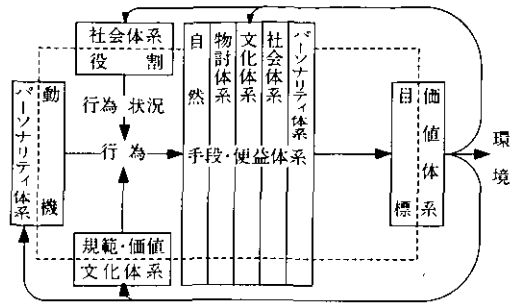 社会体系
役割
行為状況
行為
動機
パーソナリティ体系
規範・価値
文化体系
自然
物討体系
文化体系
社会体系
パーソナリティ体系
手段・便益体系
目標
価値体系
環境